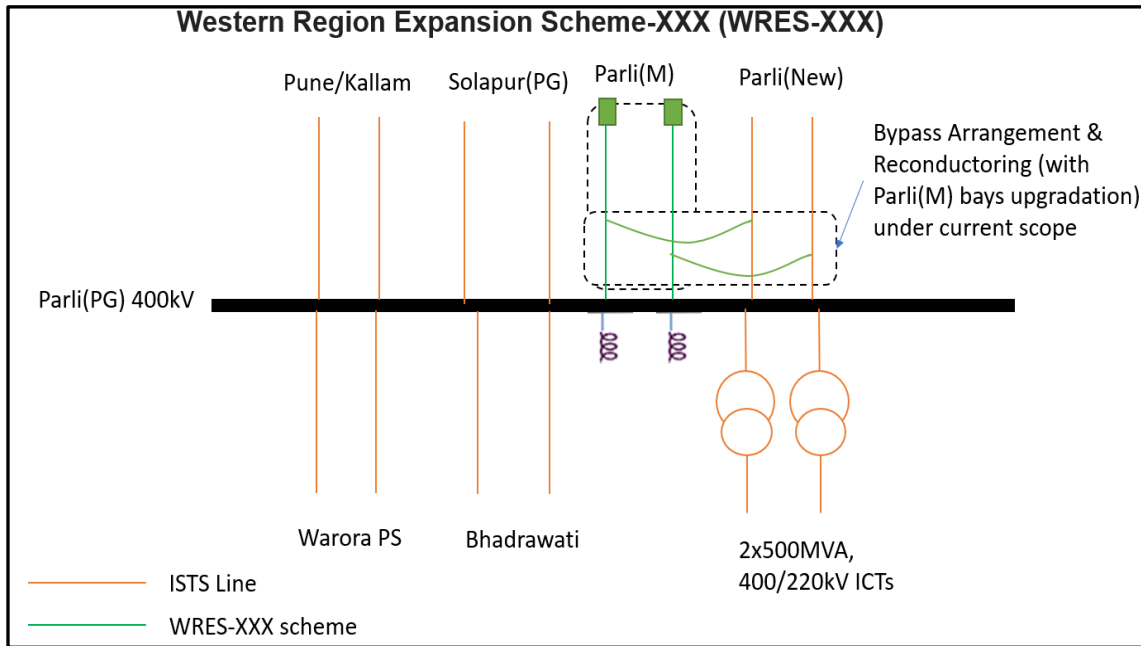 Western Region Expansion Scheme-XXX (WRES-XXX)
Pune/Kallam
Solapur(PG)
Parli(M)
Parli(New)
Bypass Arrangement &
Reconductoring (with
Parli(M) bays upgradation)
under current scope
Parli(PG) 400kV
Warora PS
Bhadrawati
2x500MVA,
400/220kV ICTs
ISTS Line
WRES-XXX scheme